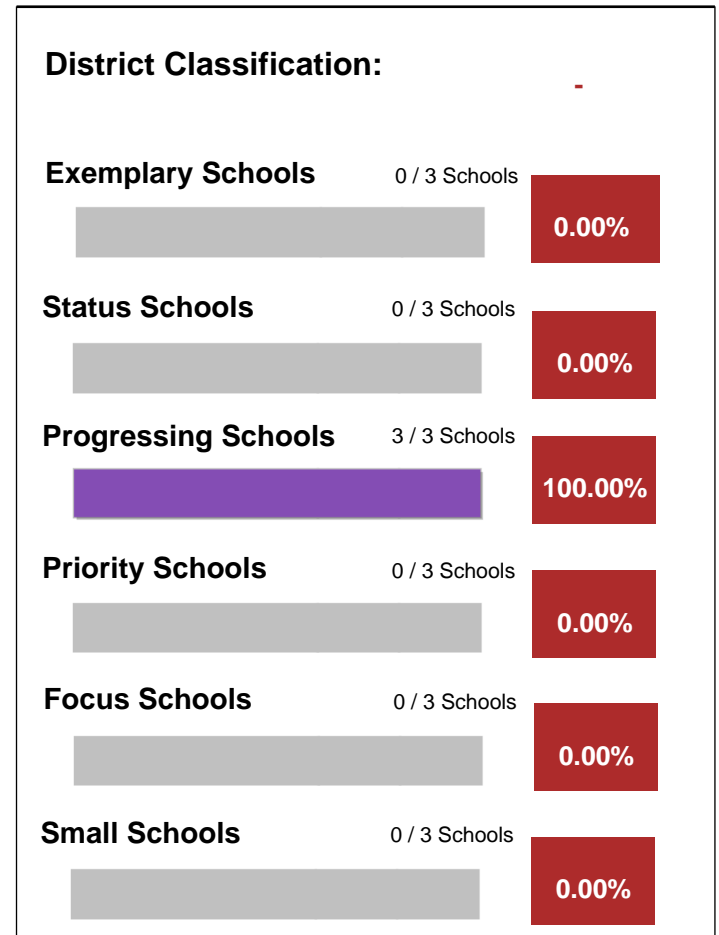 District Classification: -
Exemplary Schools 0 / 3 Schools
0.00%
Status Schools 0 / 3 Schools
0.00%
Progressing Schools 3 / 3 Schools
100.00%
Priority Schools 0 / 3 Schools
0.00%
Focus Schools 0 / 3 Schools
0.00%
Small Schools 0 / 3 Schools
0.00%